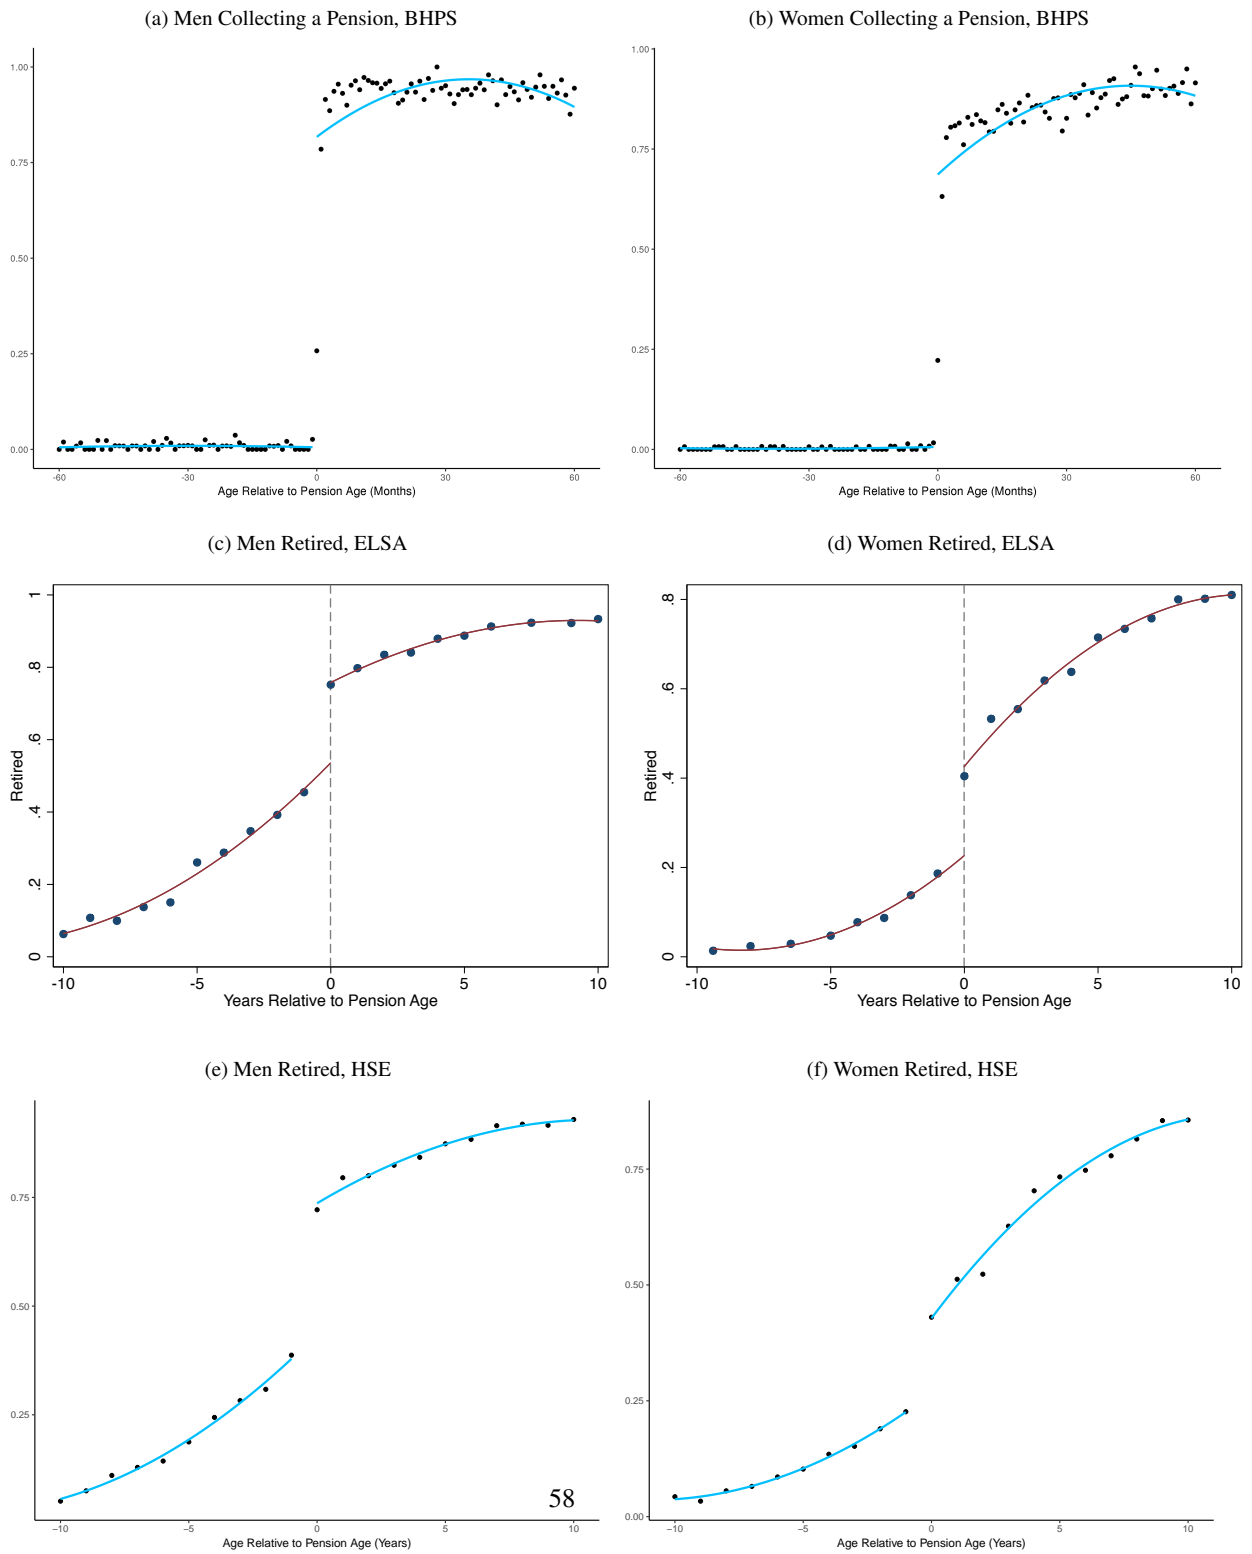 (a) Men Collecting a Pension, BHPS
1.00
0.75
0.50
0.25
0.00
-60 -30 0 30 60
Age Relative to Pension Age (Months)
(b) Women Collecting a Pension, BHPS
1.00
0.75
0.50
0.25
0.00
-60 -30 0 30 60
Age Relative to Pension Age (Months)
(c) Men Retired, ELSA
Retired
1
.8
.6
.4
.2
0
-10 -5 0 5 10
Years Relative to Pension Age
(d) Women Retired, ELSA
Retired
.8
.6
.4
.2
0
-10 -5 0 5 10
Years Relative to Pension Age
(e) Men Retired, HSE
0.75
0.50
0.25
−10 −5 0 5 10
Age Relative to Pension Age (Years)
(f) Women Retired, HSE
0.75
0.50
0.25
0.00
−10 −5 0 5 10
Age Relative to Pension Age (Years)
58